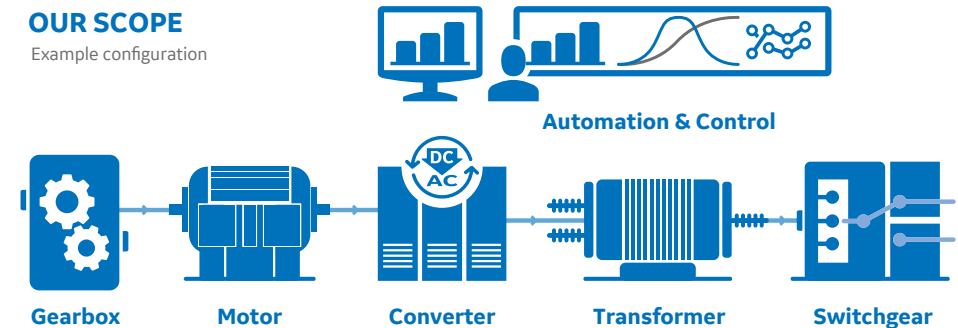 OUR SCOPE
Example configuration
Automation & Control
DC
AC
Gearbox
Motor
Converter
Transformer
Switchgear